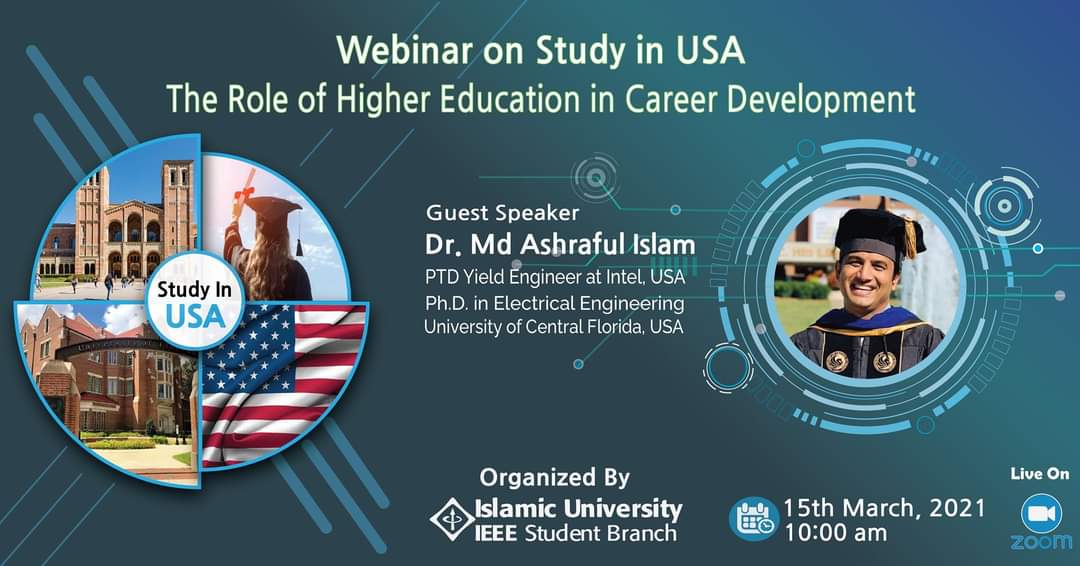 Webinar on Study in USA
The Role of Higher Education in Career Development
Study In
USA
Guest Speaker
Dr. Md Ashraful Islam
PTD Yield Engineer at Intel, USA
Ph.D. in Electrical Engineering
University of Central Florida, USA
Organized By
Islamic University
IEEE Student Branch
15th March, 2021
10:00 am
Live On
zoom